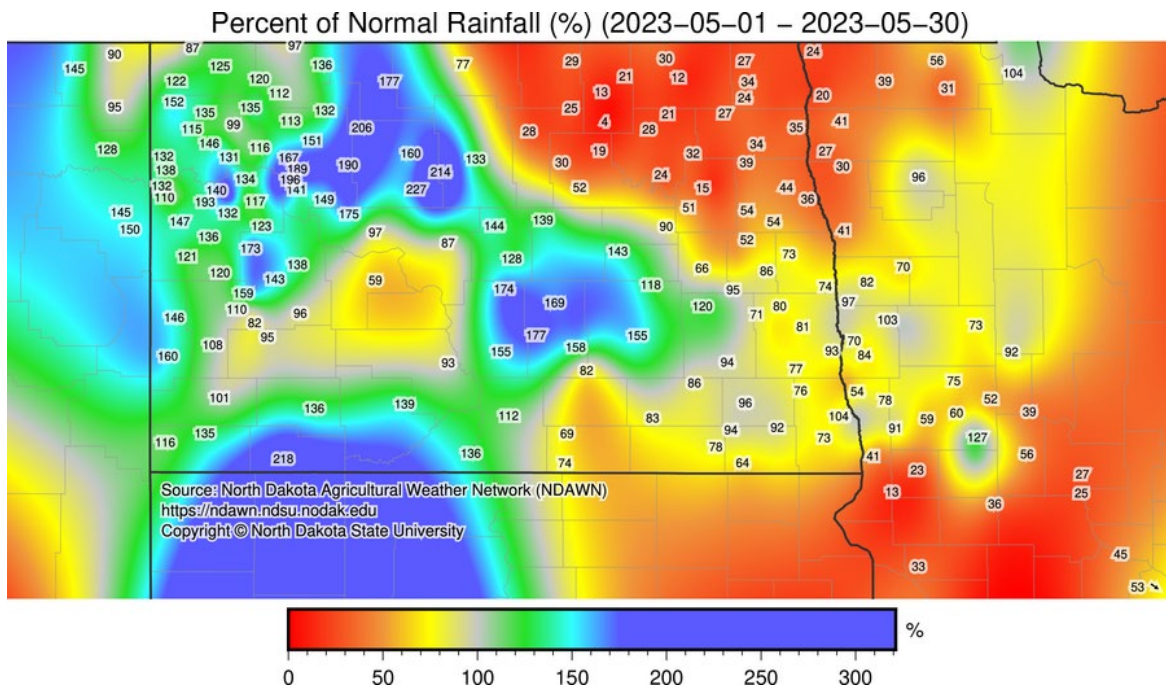 Percent of Normal Rainfall (%) (2023−05−01 − 2023−05−30)
90 87 97 24
145 125 136 77 29 30 27 56
122 120 177 21 12 34 39 104
152 112 13 24 20 31
95 135 135 132 25 21 27
115 99 113 206 28 4 28 35 41
128 146 116 151 160 133 19 32 34 27
132 131 167 190 214 30 24 39 30
138 134 189
132 140 196 227 52 15 44 96
110 193 117 141 149 36
145 132 175 51 54
150 147 123 97 144 139 90 54 41
136 173 87 143 52
121 138 128 66 73 70
120 143 59 174 118 95 86 74 82
159
146 110 96 169 120 71 80 97 103
82 177 155 81 73
160 108 95 155 158 94 93 70 92
93 84
82 86 77 75
101 136 139 76 54 78 52
112 83 96 104 59 60 39
116 135 69 94 92 73 91 127
218 136 78 41 56
74 64 23 27
13 25
36
45
33
53
Source: North Dakota Agricultural Weather Network (NDAWN)
https://ndawn.ndsu.nodak.edu
Copyright © North Dakota State University
0 50 100 150 200 250 300 %